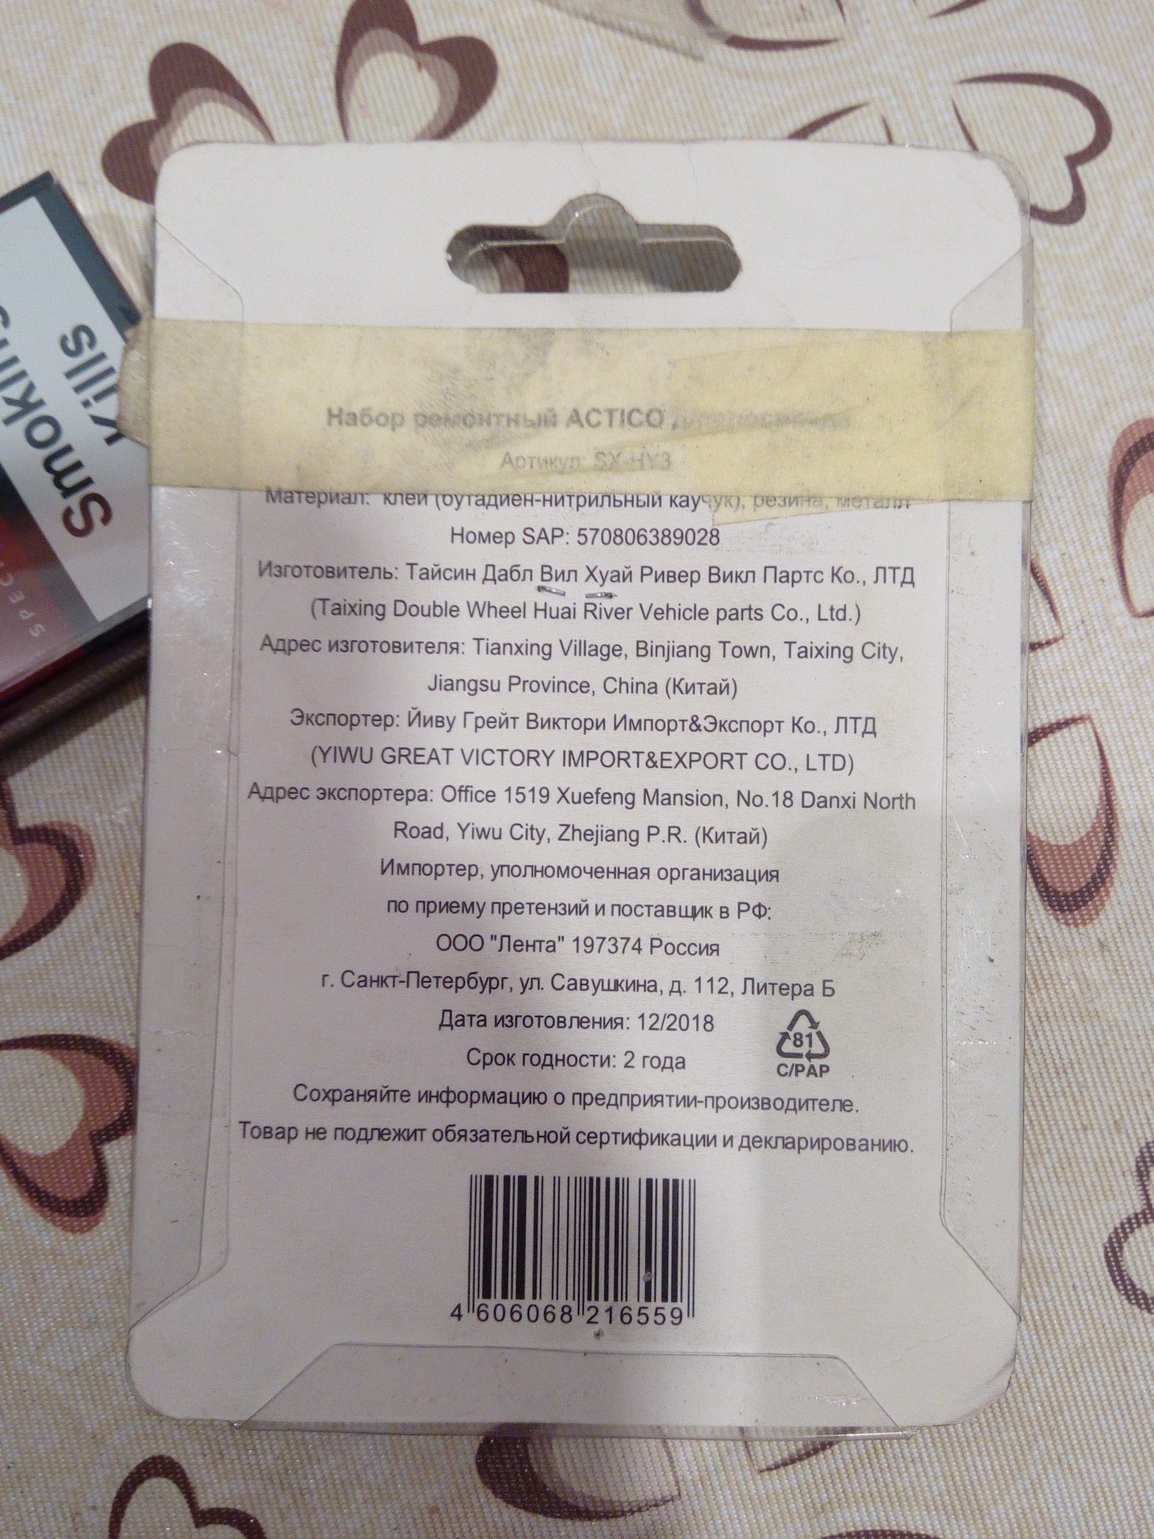 Smoking
Kills
Набор ремонтный ACTICO для велосипеда
Артикул: SX-HY3
Материал: клей (бутадиен-нитрильный каучук), резина, металл
Номер SAP: 570806389028
Изготовитель: Тайсин Дабл Вил Хуай Ривер Викл Партс Ко., ЛТД
(Taixing Double Wheel Huai River Vehicle parts Co., Ltd.)
Адрес изготовителя: Tianxing Village, Binjiang Town, Taixing City,
Jiangsu Province, China (Китай)
Экспортер: Йиву Грейт Виктори Импорт&Экспорт Ко., ЛТД
(YIWU GREAT VICTORY IMPORT&EXPORT CO., LTD)
Адрес экспортера: Office 1519 Xuefeng Mansion, No.18 Danxi North
Road, Yiwu City, Zhejiang P.R. (Китай)
Импортер, уполномоченная организация
по приему претензий и поставщик в РФ:
ООО "Лента" 197374 Россия
г. Санкт-Петербург, ул. Савушкина, д. 112, Литера Б
Дата изготовления: 12/2018
Срок годности: 2 года
81
C/PAP
Сохраняйте информацию о предприятии-производителе.
Товар не подлежит обязательной сертификации и декларированию.
4 606068 216559